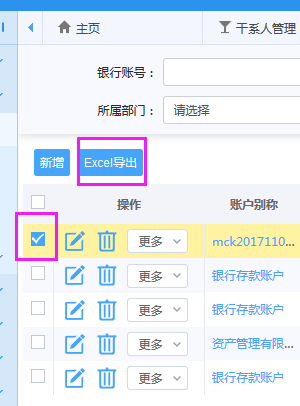 主页 干系人管理
银行账号：
所属部门： 请选择
新增 Excel导出
操作 账户别称
更多 mck2017110...
更多 银行存款账户
更多 银行存款账户
更多 资产管理有限...
更多 银行存款账户